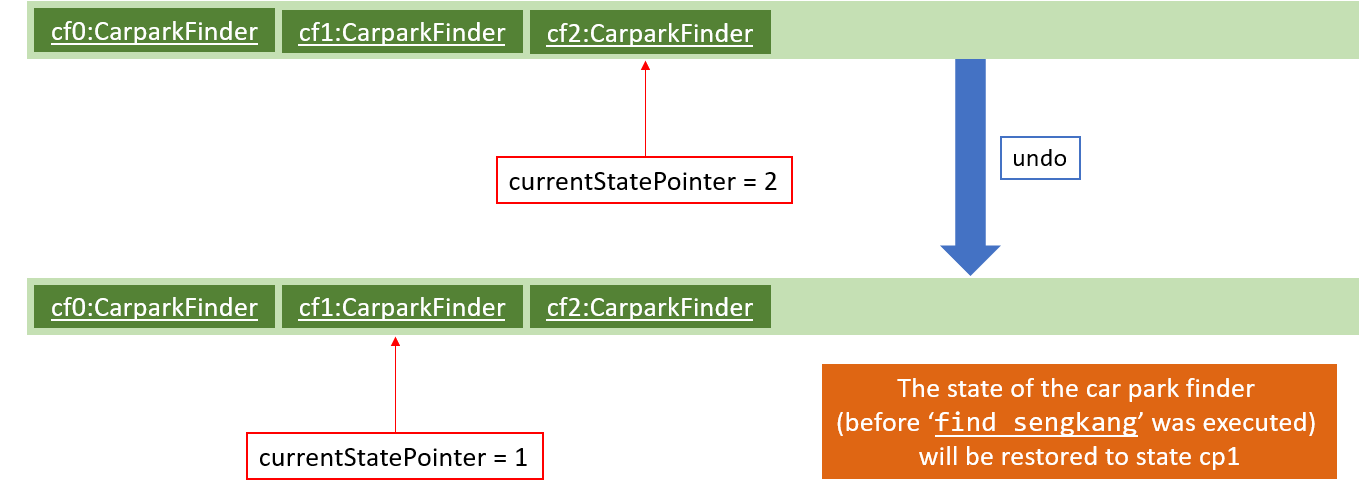 cf0:CarparkFinder cf1:CarparkFinder cf2:CarparkFinder
undo
currentStatePointer = 2
cf0:CarparkFinder cf1:CarparkFinder cf2:CarparkFinder
The state of the car park finder
(before ‘find sengkang’ was executed)
will be restored to state cp1
currentStatePointer = 1